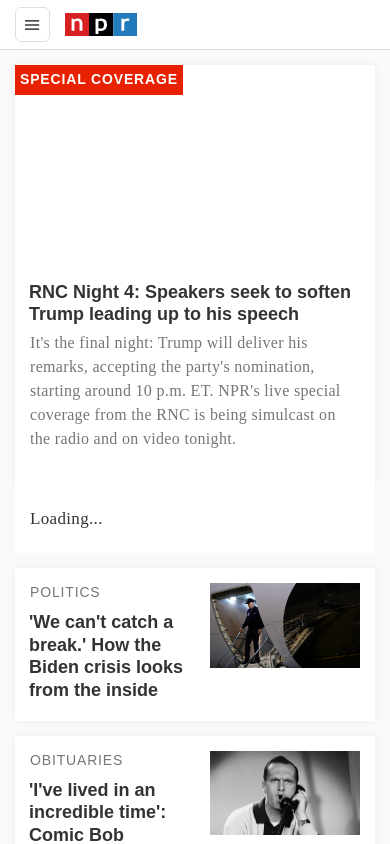 npr
SPECIAL COVERAGE
RNC Night 4: Speakers seek to soften
Trump leading up to his speech
It's the final night: Trump will deliver his
remarks, accepting the party's nomination,
starting around 10 p.m. ET. NPR's live special
coverage from the RNC is being simulcast on
the radio and on video tonight.
Loading...
POLITICS
'We can't catch a
break.' How the
Biden crisis looks
from the inside
OBITUARIES
'I've lived in an
incredible time':
Comic Bob